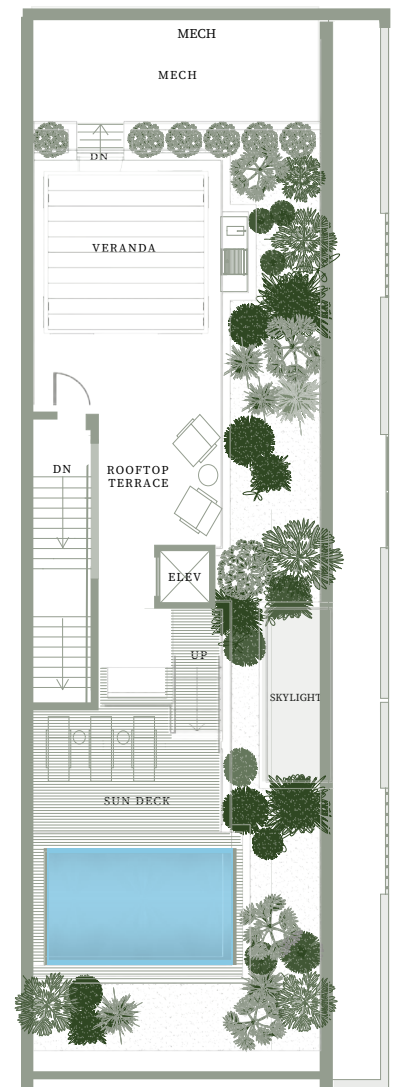 MECH
MECH
DN
VERANDA
DN
ROOFTOP
TERRACE
ELEV
UP
SKYLIGHT
SUN DECK